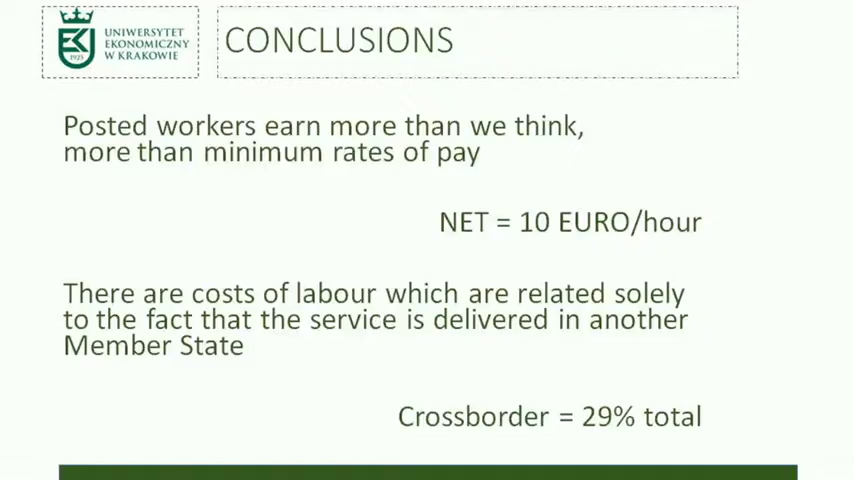 UNIWERSYTET
EKONOMICZNY
W KRAKOWIE
1925
CONCLUSIONS
Posted workers earn more than we think,
more than minimum rates of pay
NET = 10 EURO/hour
There are costs of labour which are related solely
to the fact that the service is delivered in another
Member State
Crossborder = 29% total